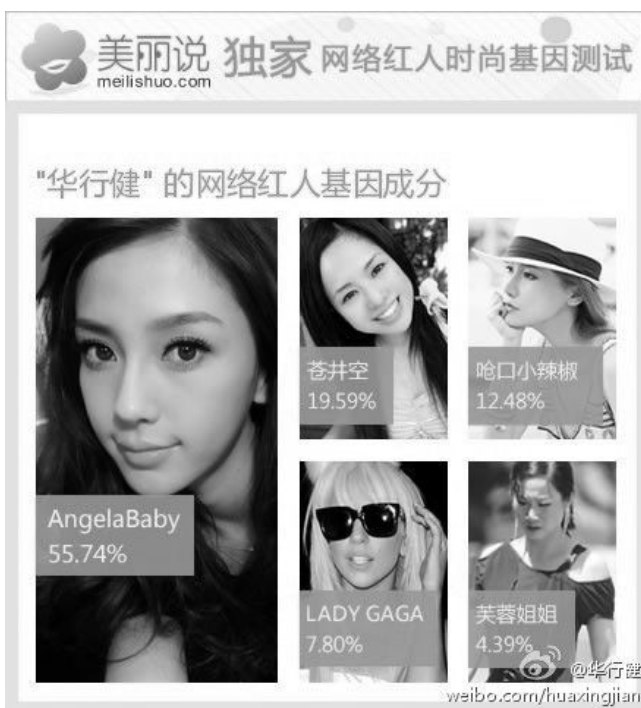 美丽说 独家 网络红人时尚基因测试
meilishuo.com
"华行健" 的网络红人基因成分
AngelaBaby
55.74%
苍井空
19.59%
呛口小辣椒
12.48%
LADY GAGA
7.80%
芙蓉姐姐
4.39%
@华行健
weibo.com/huaxingjian